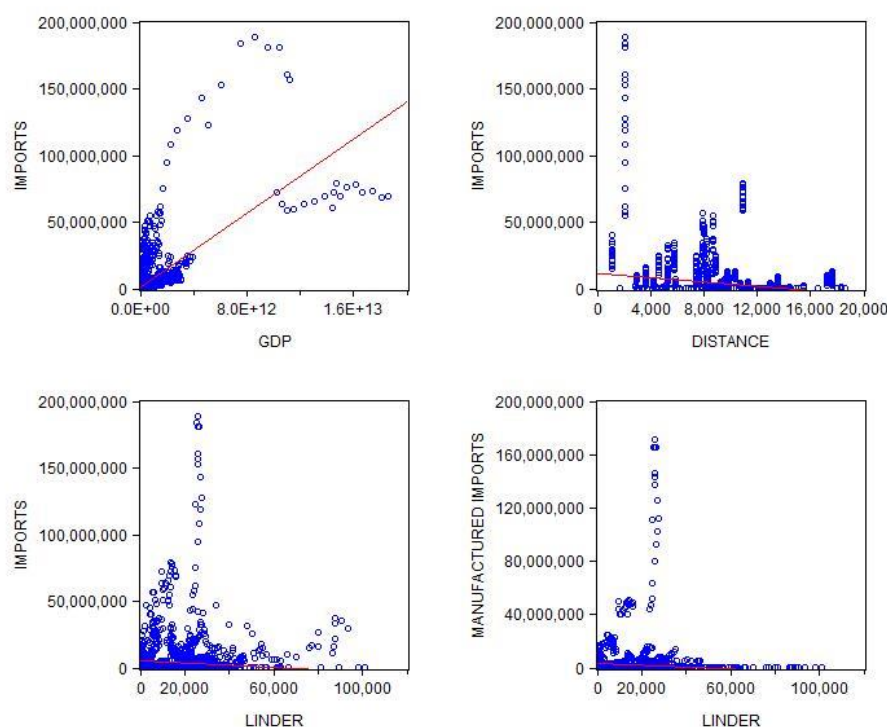 200,000,000
150,000,000
100,000,000
50,000,000
0
IMPORTS
0.0E+00 8.0E+12 1.6E+13
GDP
200,000,000
150,000,000
100,000,000
50,000,000
0
IMPORTS
0 4,000 8,000 12,000 16,000 20,000
DISTANCE
200,000,000
150,000,000
100,000,000
50,000,000
0
IMPORTS
0 20,000 60,000 100,000
LINDER
200,000,000
160,000,000
120,000,000
80,000,000
40,000,000
0
MANUFACTURED IMPORTS
0 20,000 60,000 100,000
LINDER